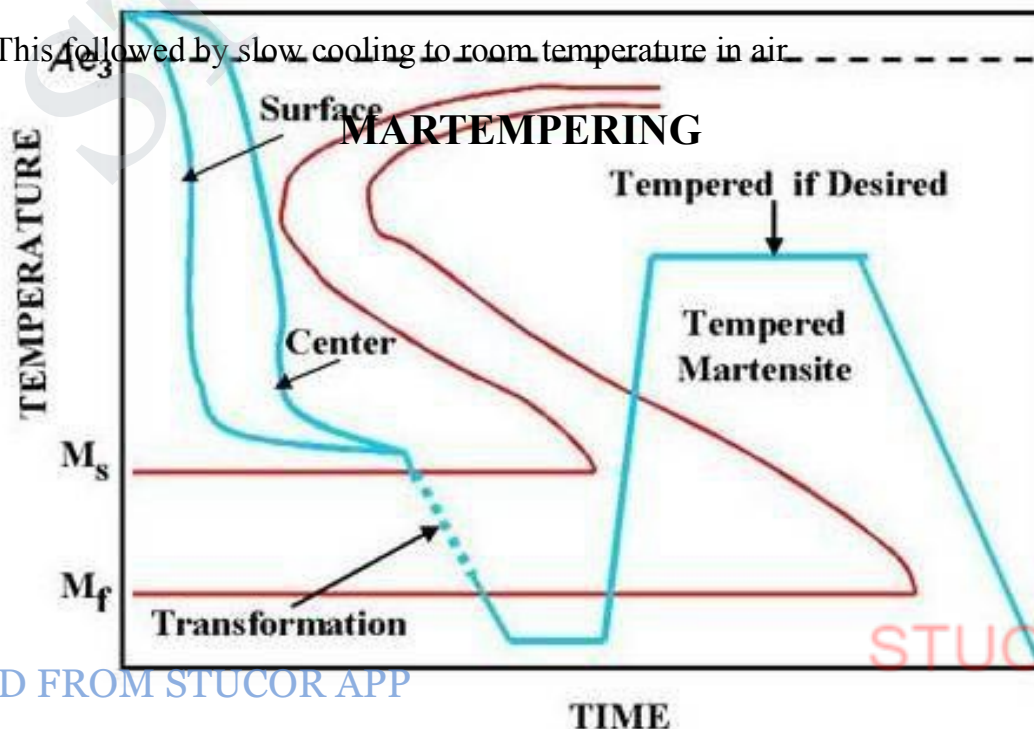 This followed by slow cooling to room temperature in air
Ae3
Surface
MARTEMPERING
Tempered if Desired
TEMPERATURE
Center
Tempered
Martensite
Ms
Mf
Transformation
STUC
D FROM STUCOR APP
TIME